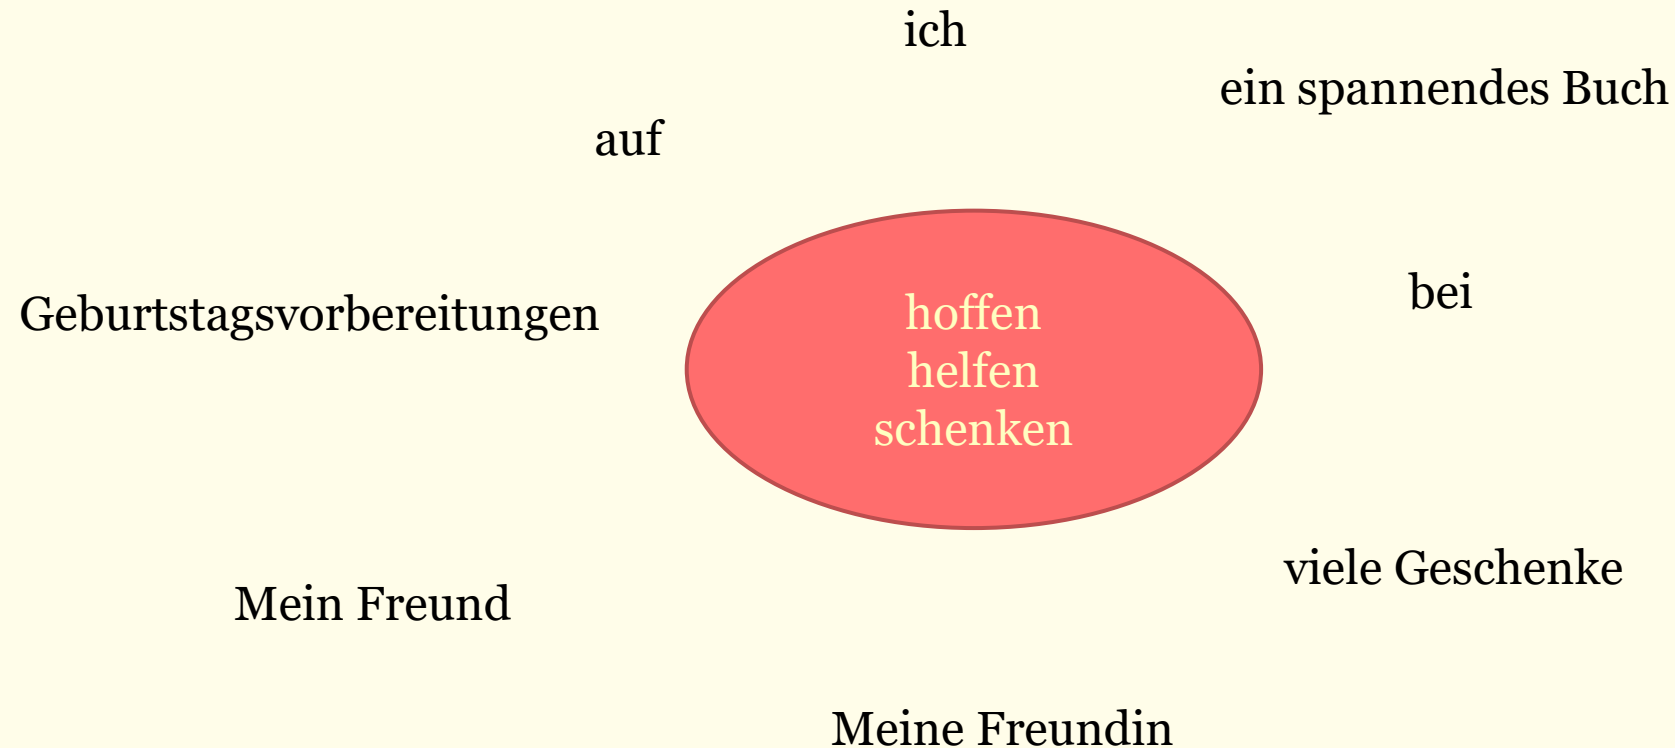 ich
ein spannendes Buch
auf
bei
Geburtstagsvorbereitungen
hoffen
helfen
schenken
viele Geschenke
Mein Freund
Meine Freundin